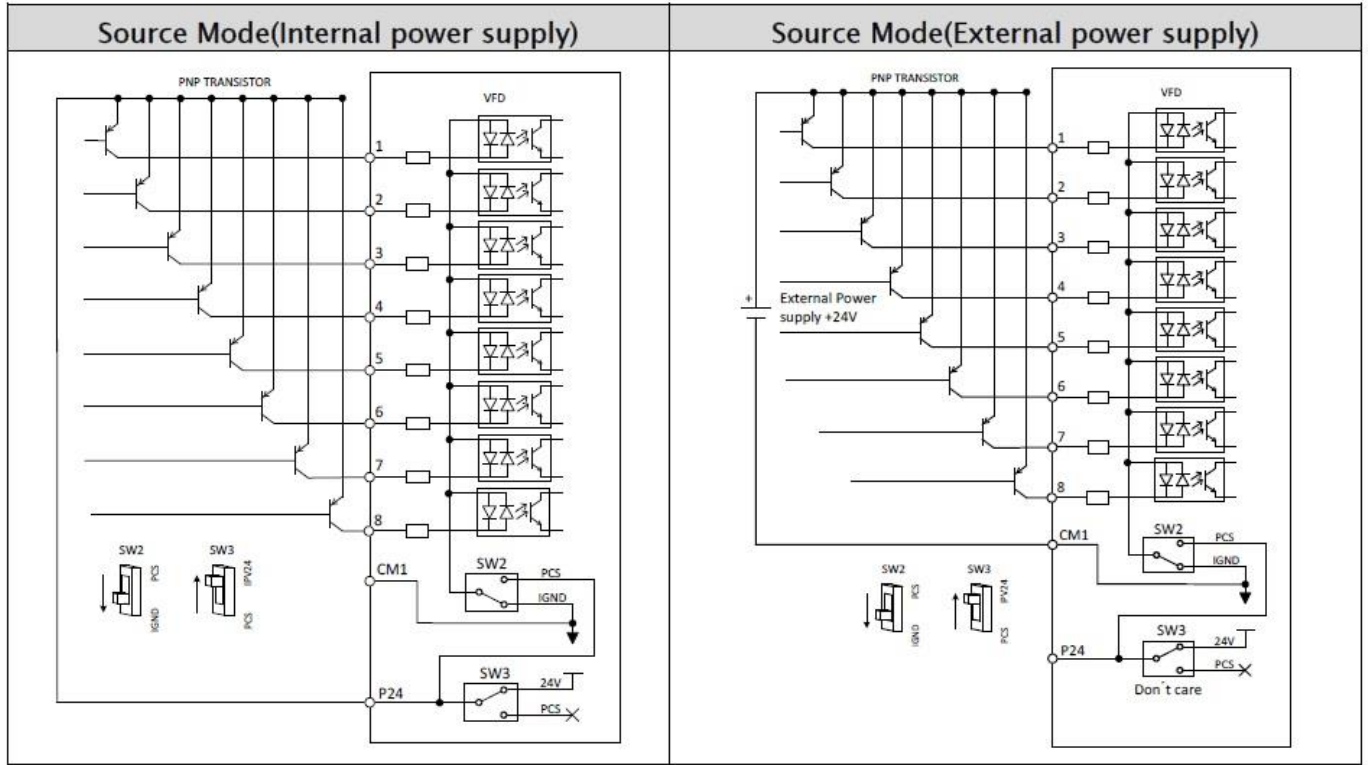 Source Mode(Internal power supply)
PNP TRANSISTOR
VFD
1
2
3
4
5
6
7
8
SW2
PCS
IGND
SW3
IPV24
PCS
CM1
SW2
PCS
IGND
P24
SW3
24V
PCS
Source Mode(External power supply)
PNP TRANSISTOR
VFD
1
2
3
4
5
6
7
8
+
External Power
supply +24V
CM1
SW2
PCS
IGND
SW2
PCS
IGND
SW3
IPV24
PCS
P24
SW3
24V
PCS
Don´t care